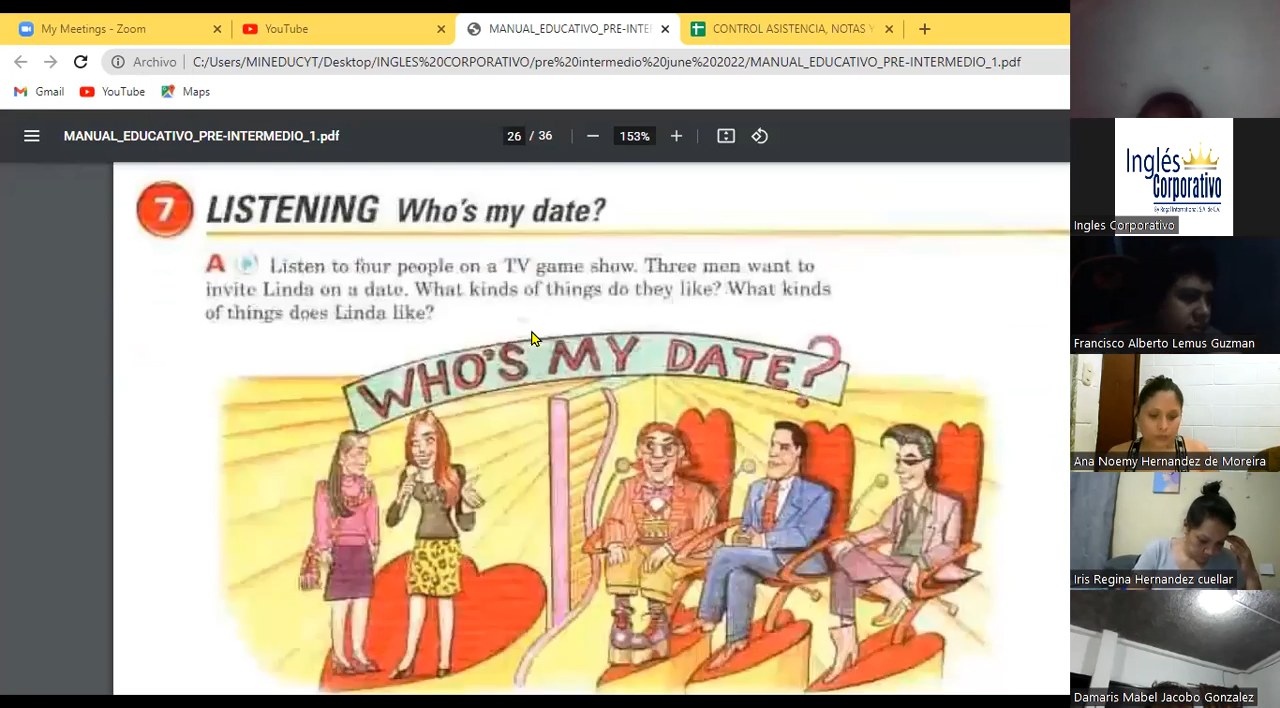 My Meetings - Zoom
YouTube
MANUAL_EDUCATIVO_PRE-INTER
CONTROL ASISTENCIA, NOTAS Y
Archivo
C:/Users/MINEDUCYT/Desktop/INGLES%20CORPORATIVO/pre%20intermedio%20june%202022/MANUAL_EDUCATIVO_PRE-INTERMEDIO_1.pdf
Gmail
YouTube
Maps
MANUAL_EDUCATIVO_PRE-INTERMEDIO_1.pdf
26 / 36
153%
7 LISTENING Who's my date?
A Listen to four people on a TV game show. Three men want to
invite Linda on a date. What kinds of things do they like? What kinds
of things does Linda like?
WHO'S MY DATE?
Inglés
Corporativo
Ingles Corporativo
Francisco Alberto Lemus Guzman
Ana Noemy Hernandez de Moreira
Iris Regina Hernandez cuellar
Damaris Mabel Jacobo Gonzalez